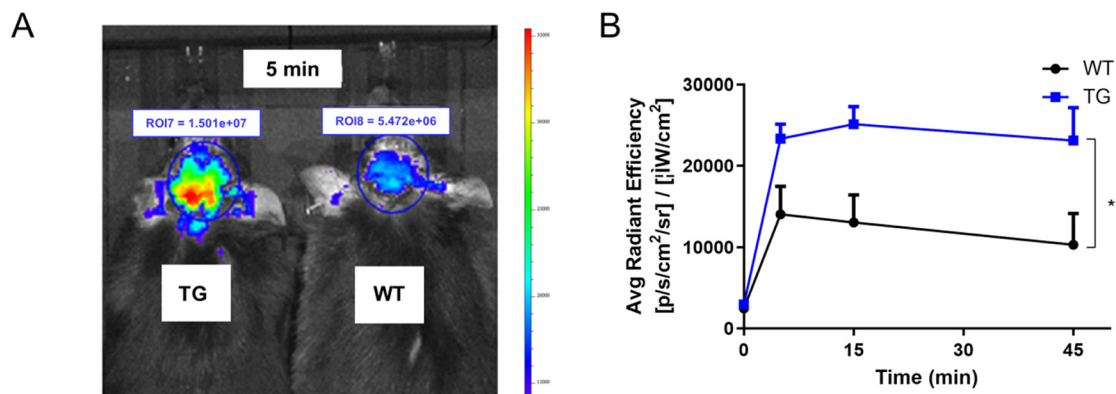 A
5 min
ROI7 = 1.501e+07
ROI8 = 5.472e+06
TG
WT
B
WT
TG
Avg Radiant Efficiency
[p/s/cm²/sr] / [¡ÌW/cm²]
30000
20000
10000
0
*
0
15
30
45
Time (min)